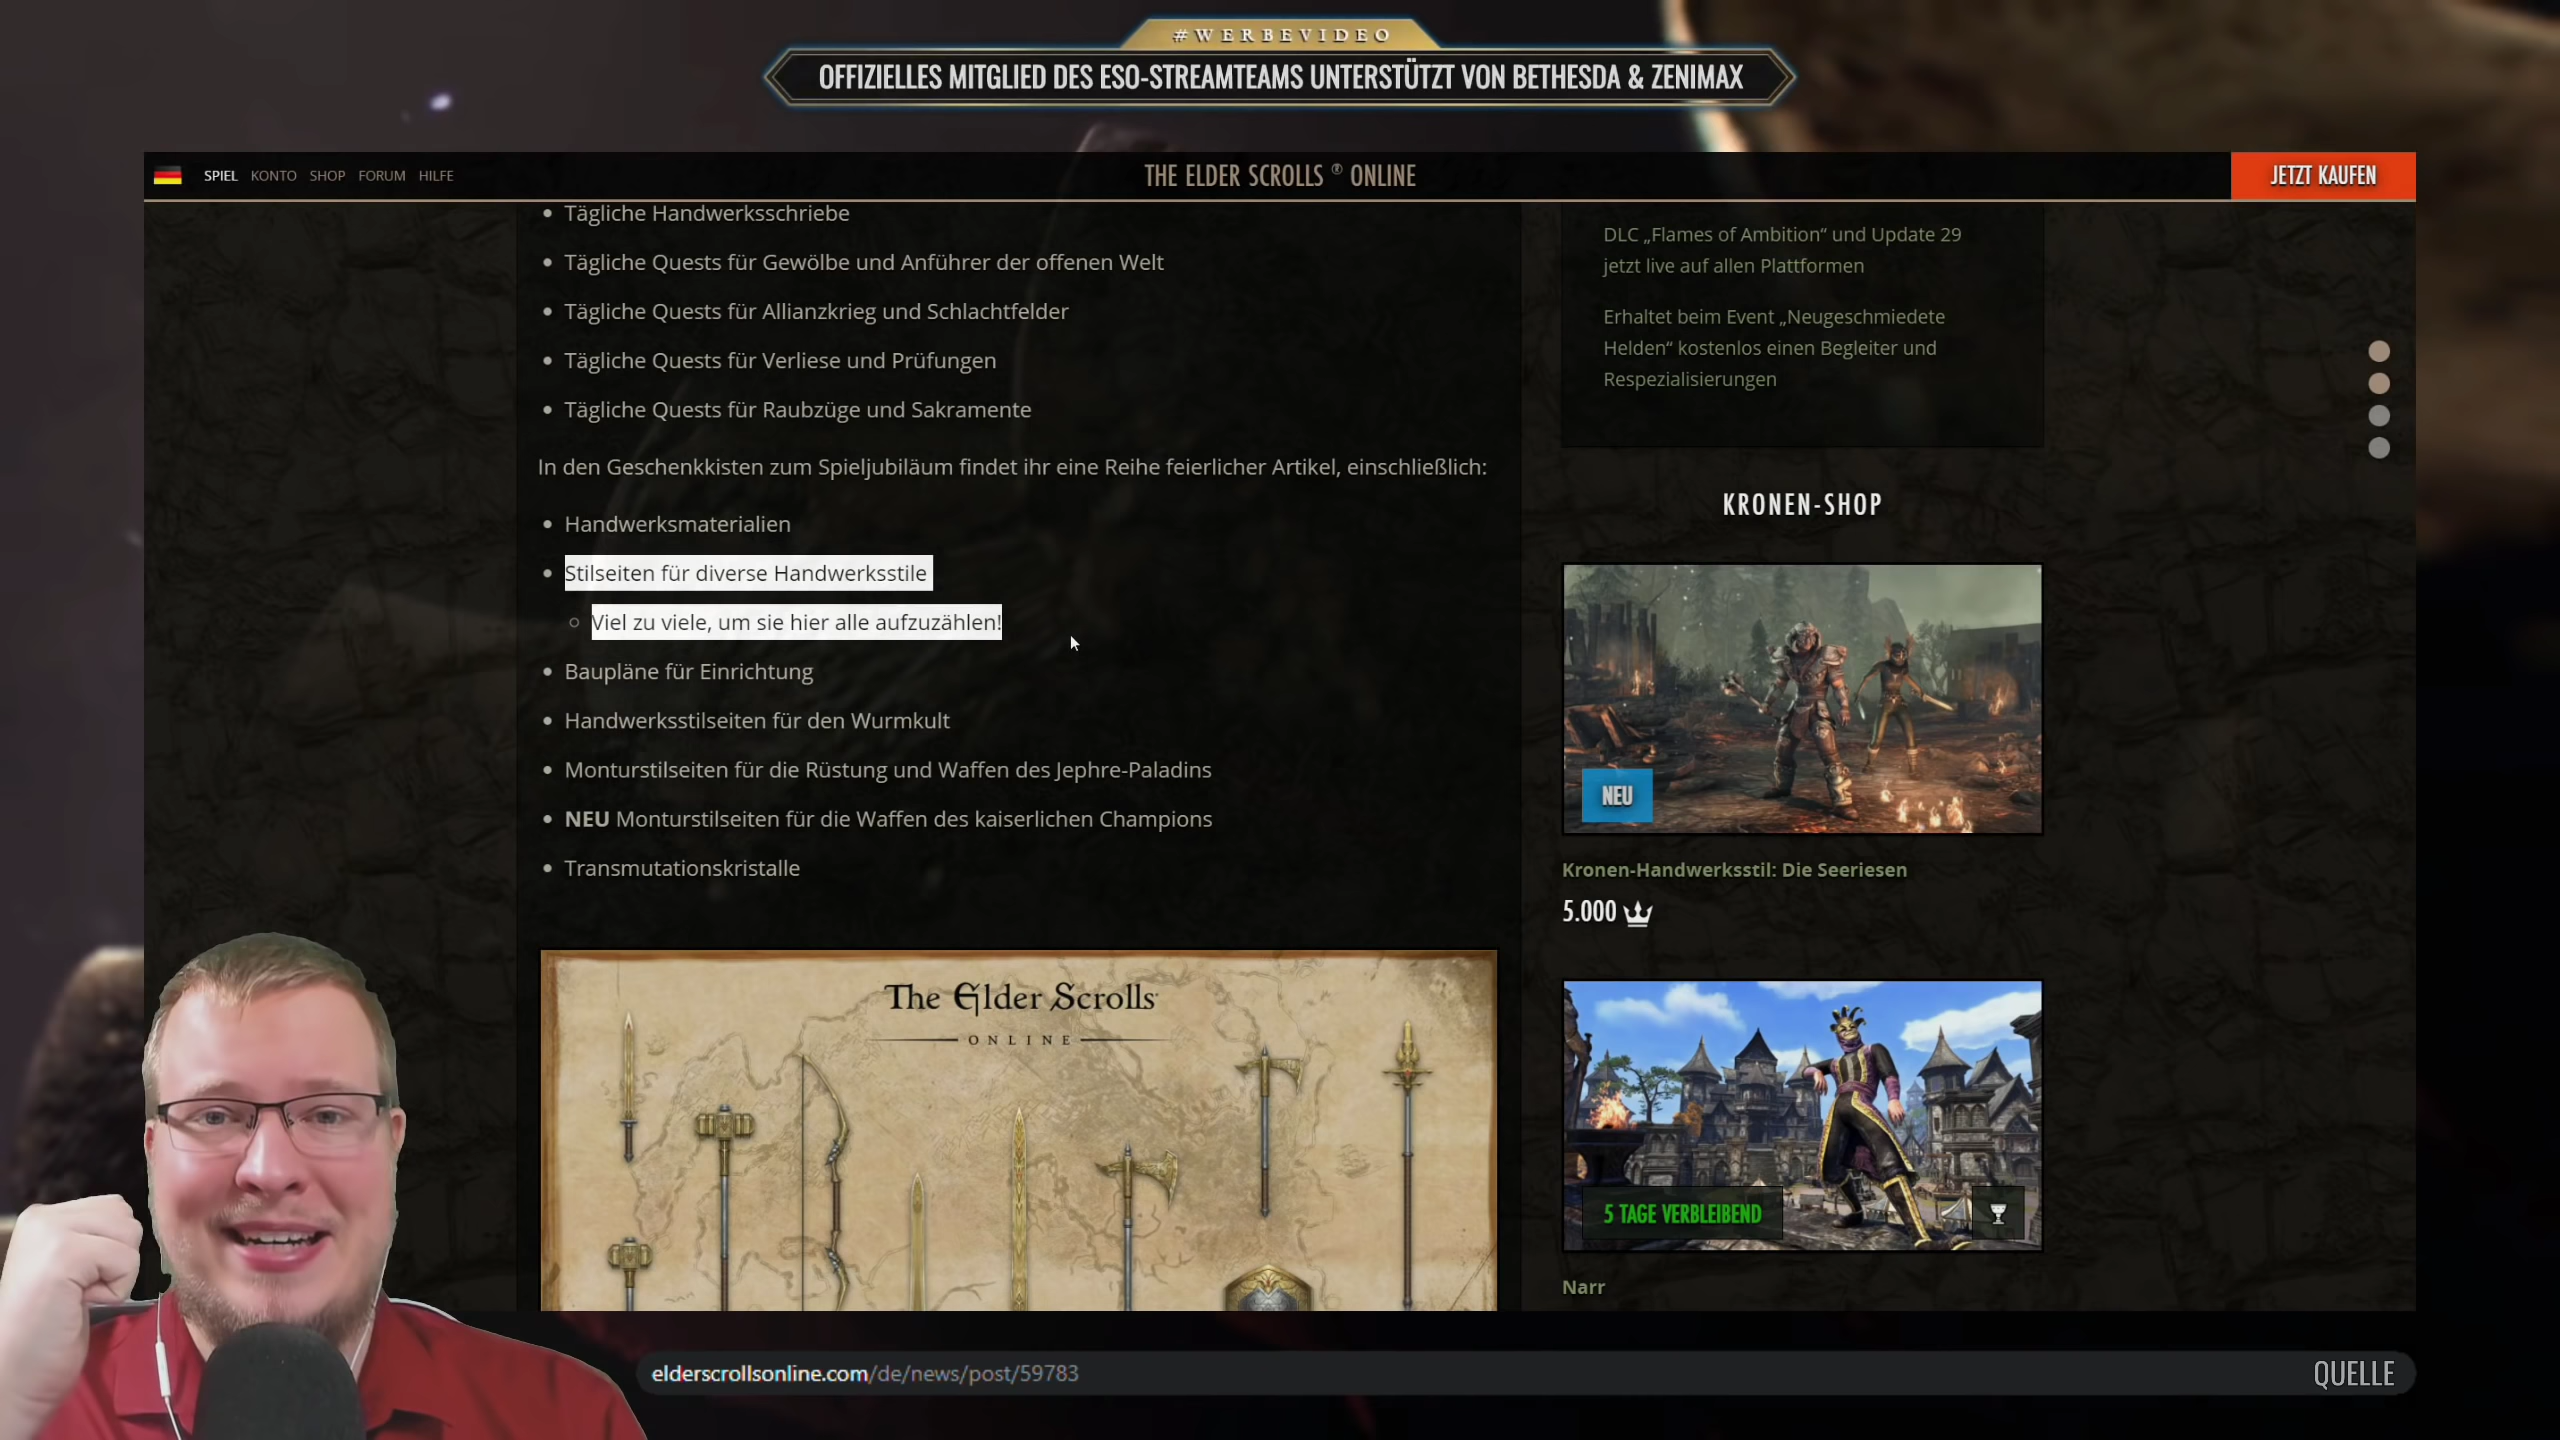 #WERBEVIDEO
OFFIZIELLES MITGLIED DES ESO-STREAMTEAMS UNTERSTÜTZT VON BETHESDA & ZENIMAX
SPIEL KONTO SHOP FORUM HILFE
THE ELDER SCROLLS ® ONLINE
JETZT KAUFEN
Tägliche Handwerksschriebe
Tägliche Quests für Gewölbe und Anführer der offenen Welt
Tägliche Quests für Allianzkrieg und Schlachtfelder
Tägliche Quests für Verliese und Prüfungen
Tägliche Quests für Raubzüge und Sakramente
In den Geschenkkisten zum Spieljubiläum findet ihr eine Reihe feierlicher Artikel, einschließlich:
Handwerksmaterialien
Stilseiten für diverse Handwerksstile
Viel zu viele, um sie hier alle aufzuzählen!
Baupläne für Einrichtung
Handwerksstilseiten für den Wurmkult
Monturstilseiten für die Rüstung und Waffen des Jephre-Paladins
NEU Monturstilseiten für die Waffen des kaiserlichen Champions
Transmutationskristalle
The Elder Scrolls
ONLINE
DLC „Flames of Ambition“ und Update 29
jetzt live auf allen Plattformen
Erhaltet beim Event „Neugeschmiedete
Helden“ kostenlos einen Begleiter und
Respezialisierungen
KRONEN-SHOP
NEU
Kronen-Handwerksstil: Die Seeriesen
5.000
5 TAGE VERBLEIBEND
Narr
elderscrollsonline.com/de/news/post/59783
QUELLE